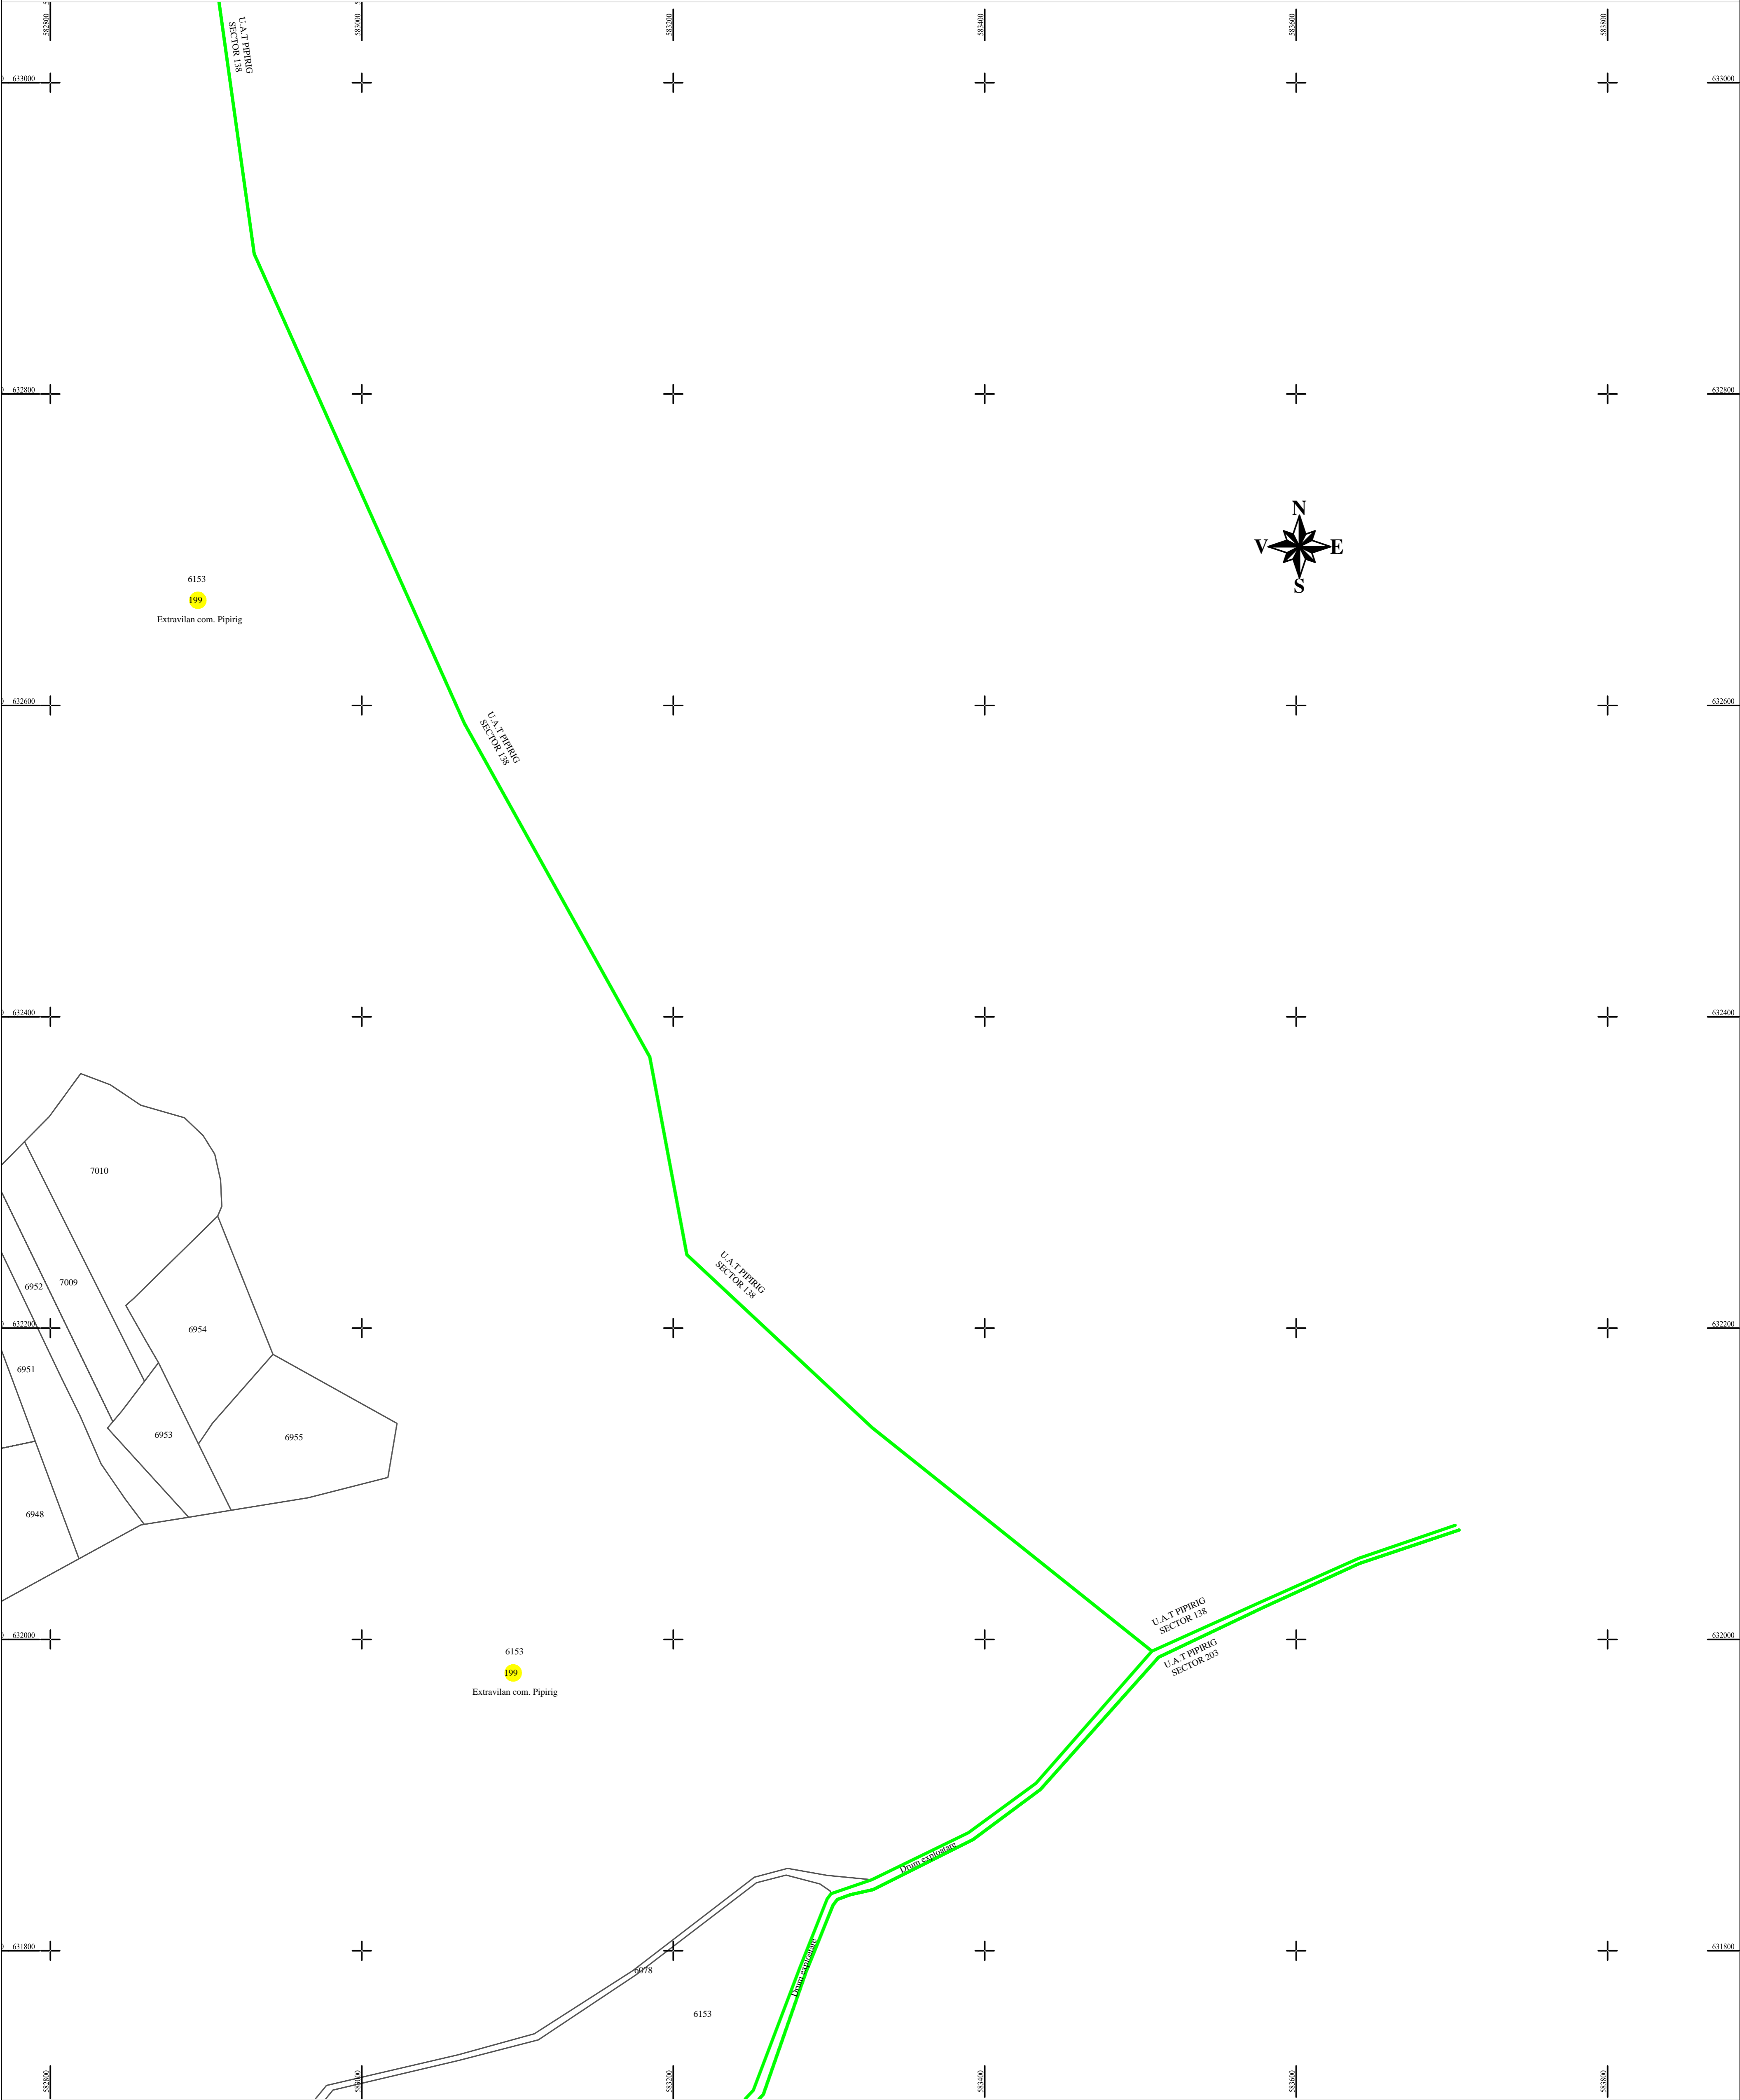 582800
583000
583200
583400
583600
583800
U.A.T PIPIRIG
SECTOR 138
633000
633000
632800
632800
N
V E
S
6153
199
Extravilan com. Pipirig
632600
632600
U.A.T PIPIRIG
SECTOR 138
632400
632400
7010
U.A.T PIPIRIG
SECTOR 138
6952
7009
632200
6954
632200
6951
6953
6955
6948
U.A.T PIPIRIG
SECTOR 138
632000
632000
U.A.T PIPIRIG
SECTOR 203
6153
199
Extravilan com. Pipirig
Drum exploatare
631800
631800
Drum exploatare
6078
6153
582800
583000
583200
583400
583600
583800